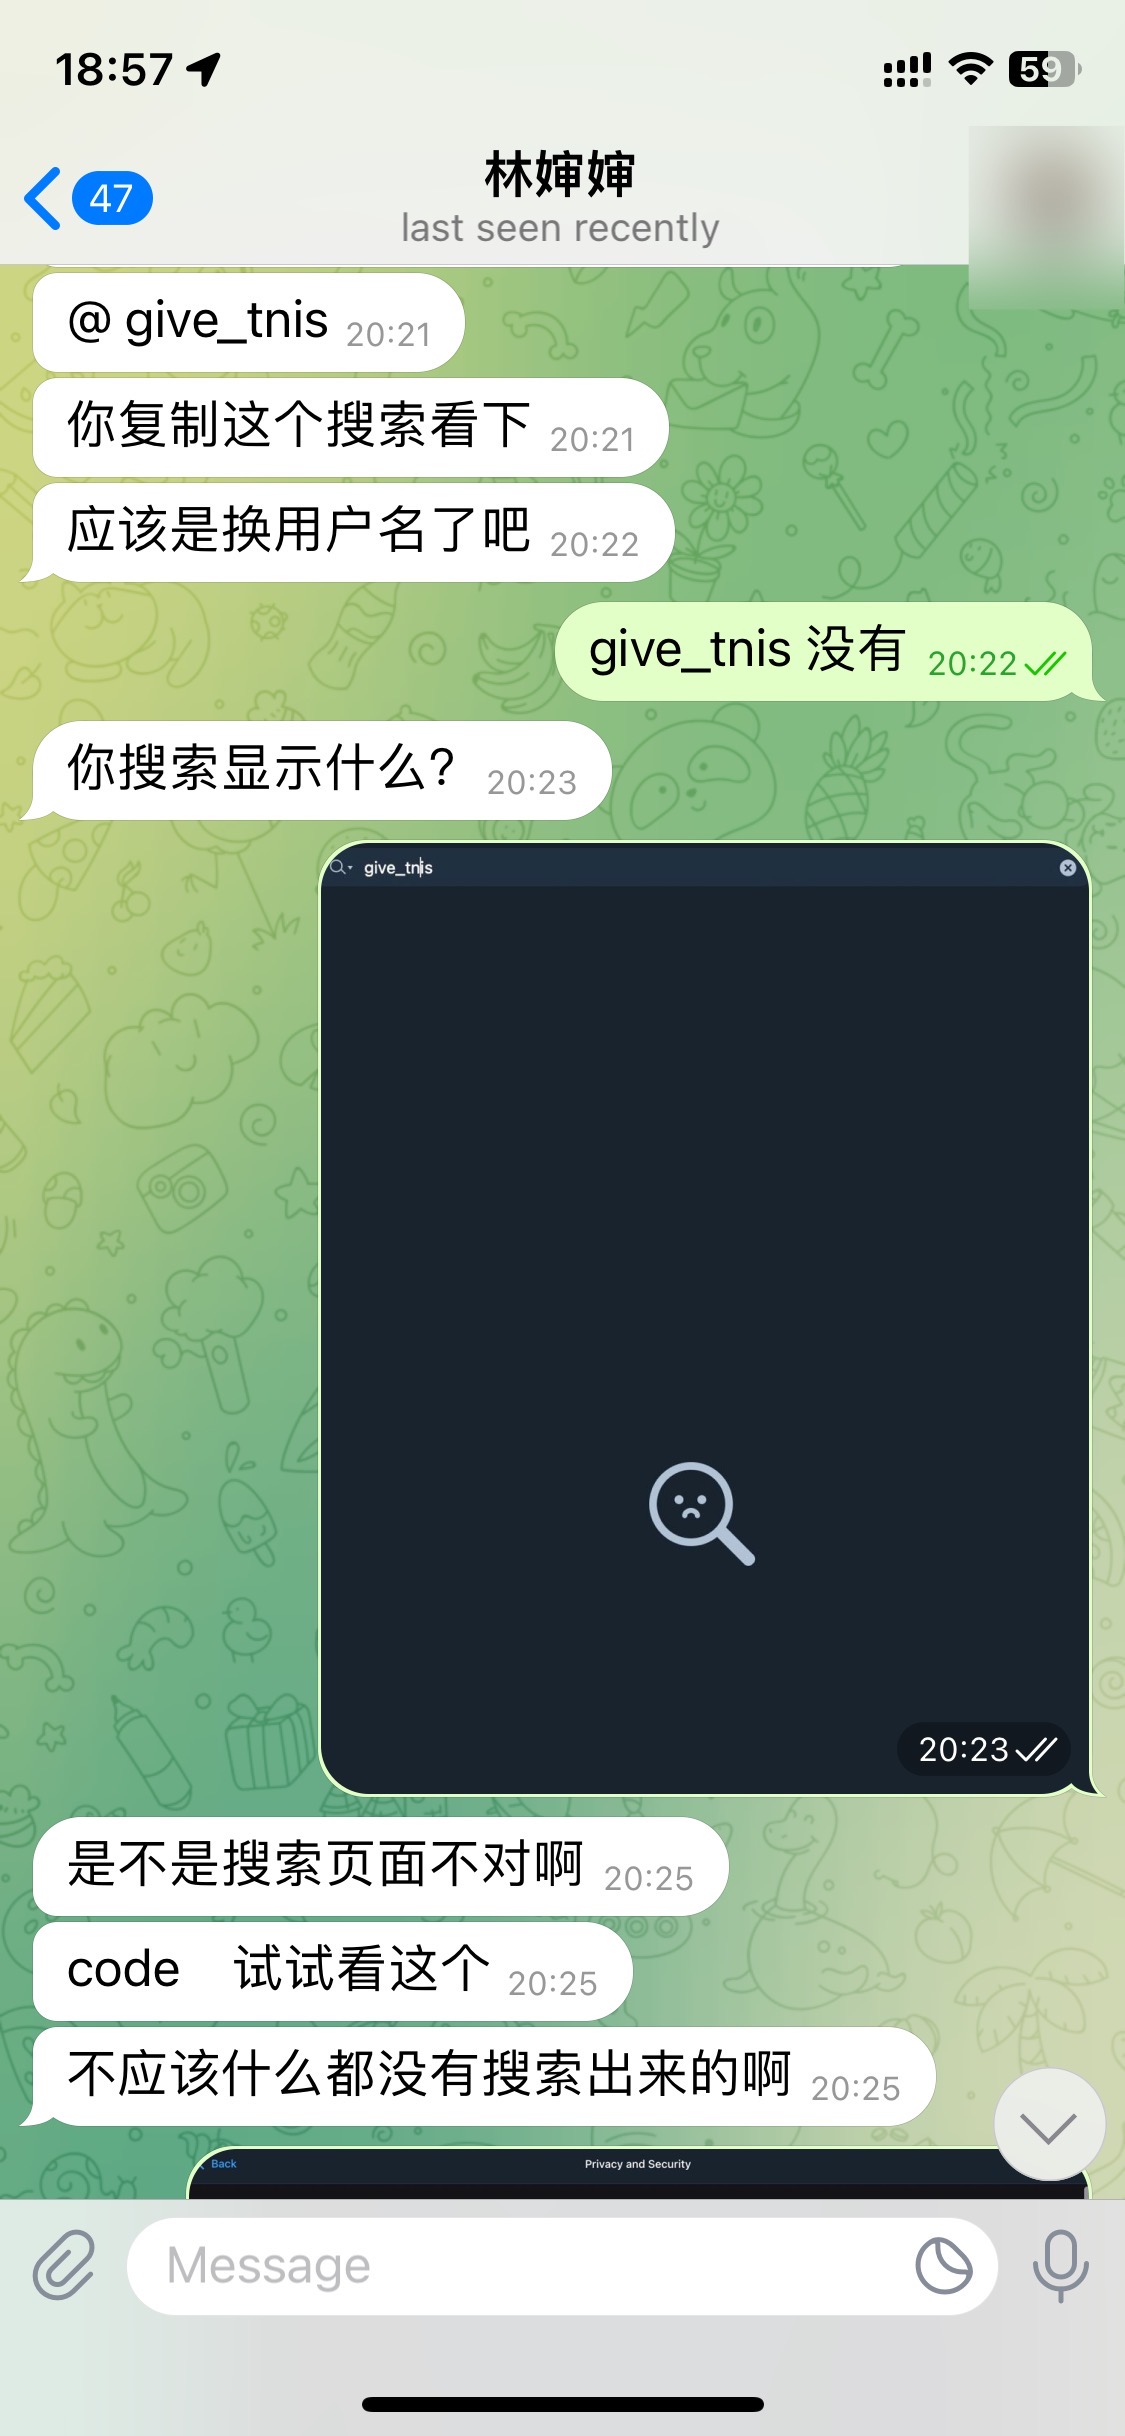 18:57
59
47
林婶婶
last seen recently
@ give_tnis 20:21
你复制这个搜索看下 20:21
应该是换用户名了吧 20:22
give_tnis 没有 20:22
你搜索显示什么? 20:23
give_tnis
20:23
是不是搜索页面不对啊 20:25
code 试试看这个 20:25
不应该什么都没有搜索出来的啊 20:25
Back
Privacy and Security
Message